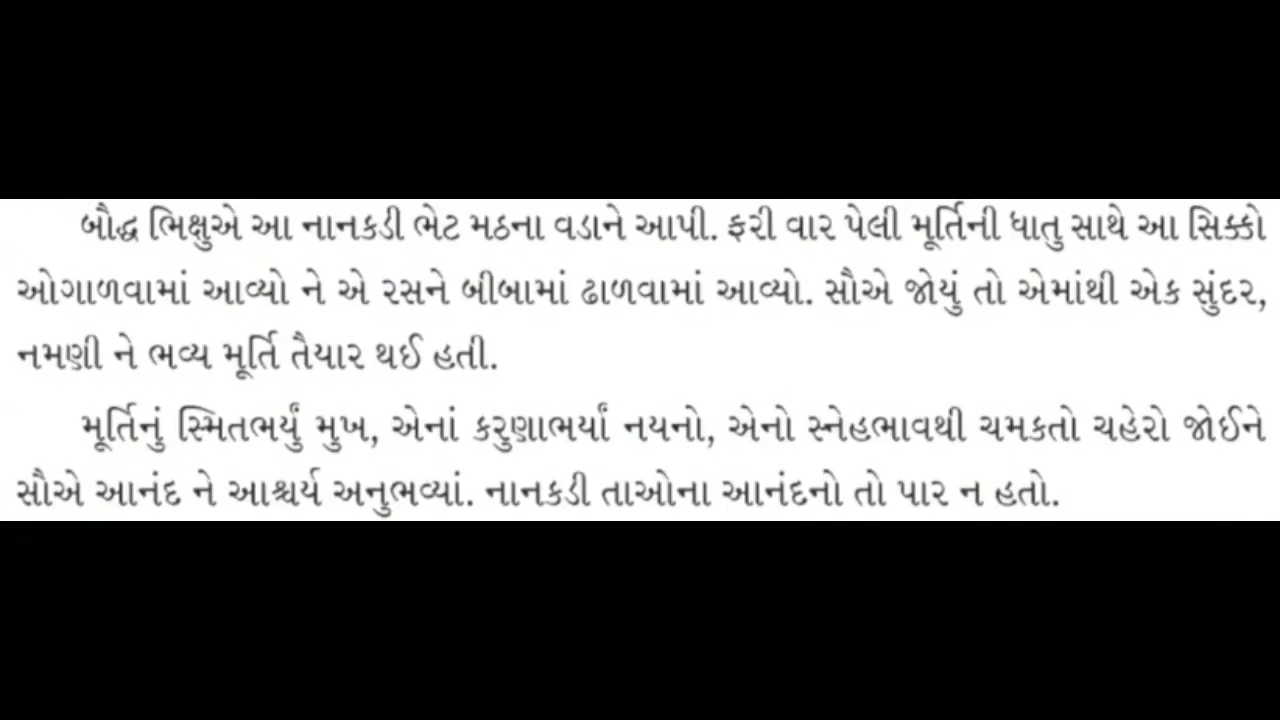 બૌદ્ધ ભિક્ષુએ આ નાનકડી ભેટ મઠના વડાને આપી. ફરી વાર પેલી મૂર્તિની ધાતુ સાથે આ સિક્કો
ઓગાળવામાં આવ્યો ને એ રસને બીબામાં ઢાળવામાં આવ્યો. સૌએ જોયું તો એમાંથી એક સુંદર,
નમણી ને ભવ્ય મૂર્તિ તૈયાર થઈ હતી.
મૂર્તિનું સ્મિતભર્યું મુખ, એનાં કરુણાભર્યાં નયનો, એનો સ્નેહભાવથી ચમકતો ચહેરો જોઈને
સૌએ આનંદ ને આશ્ચર્ય અનુભવ્યાં. નાનકડી તાઓના આનંદનો તો પાર ન હતો.